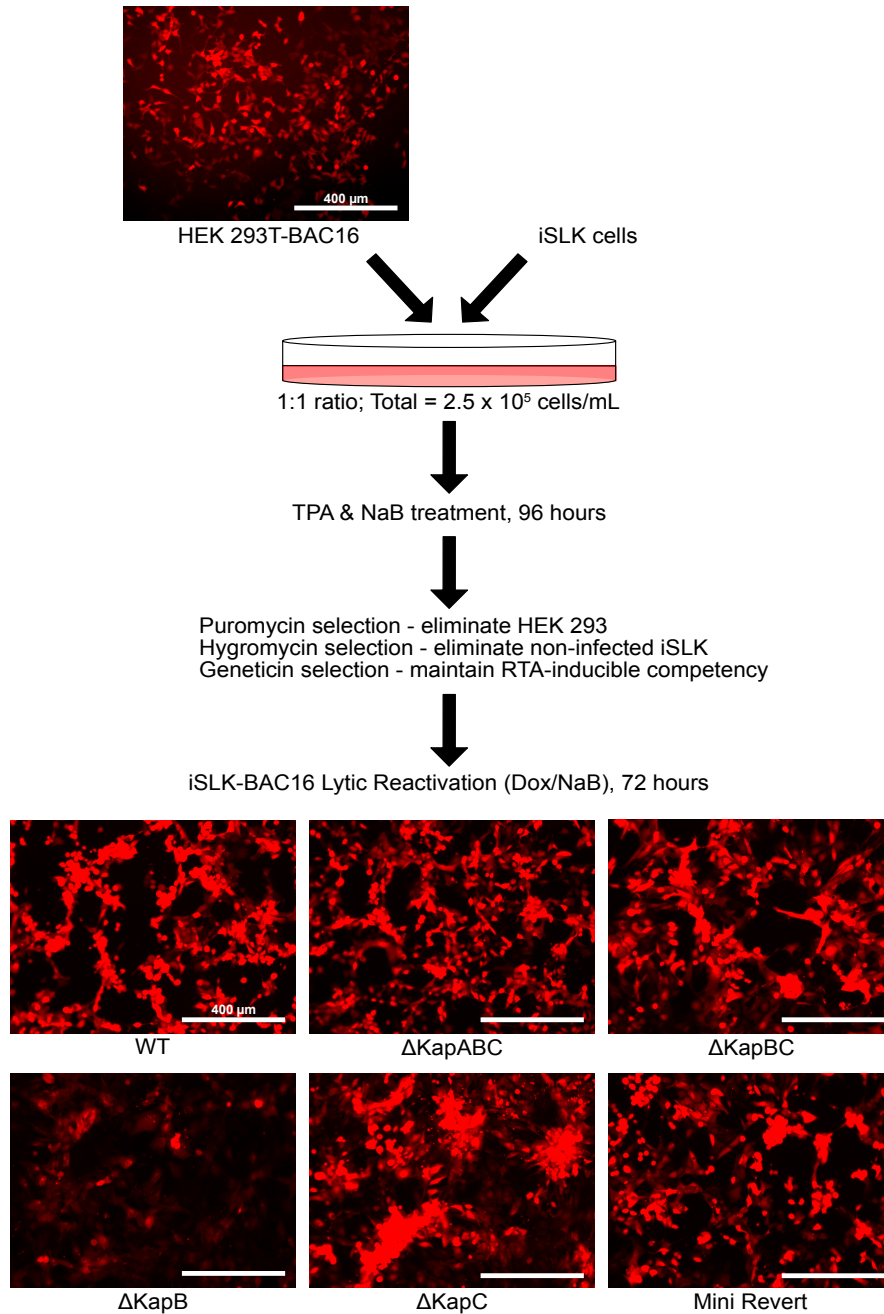 400 µm
HEK 293T-BAC16
iSLK cells
1:1 ratio; Total = 2.5 x 10⁵ cells/mL
TPA & NaB treatment, 96 hours
Puromycin selection - eliminate HEK 293
Hygromycin selection - eliminate non-infected iSLK
Geneticin selection - maintain RTA-inducible competency
iSLK-BAC16 Lytic Reactivation (Dox/NaB), 72 hours
400 µm
WT
ΔKapABC
ΔKapBC
ΔKapB
ΔKapC
Mini Revert